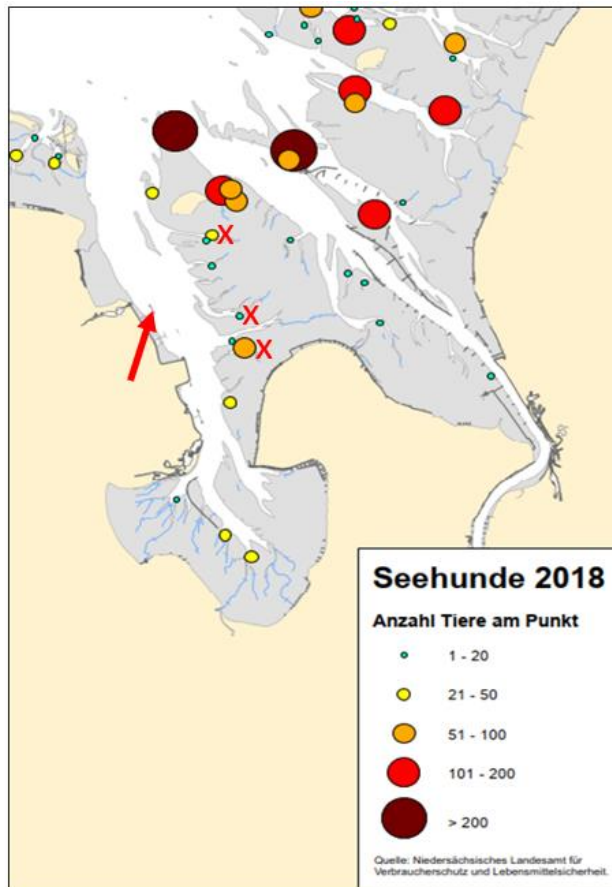 X
X
X
Seehunde 2018
Anzahl Tiere am Punkt
1 - 20
21 - 50
51 - 100
101 - 200
> 200
Quelle: Niedersächsisches Landesamt für
Verbraucherschutz und Lebensmittelsicherheit.